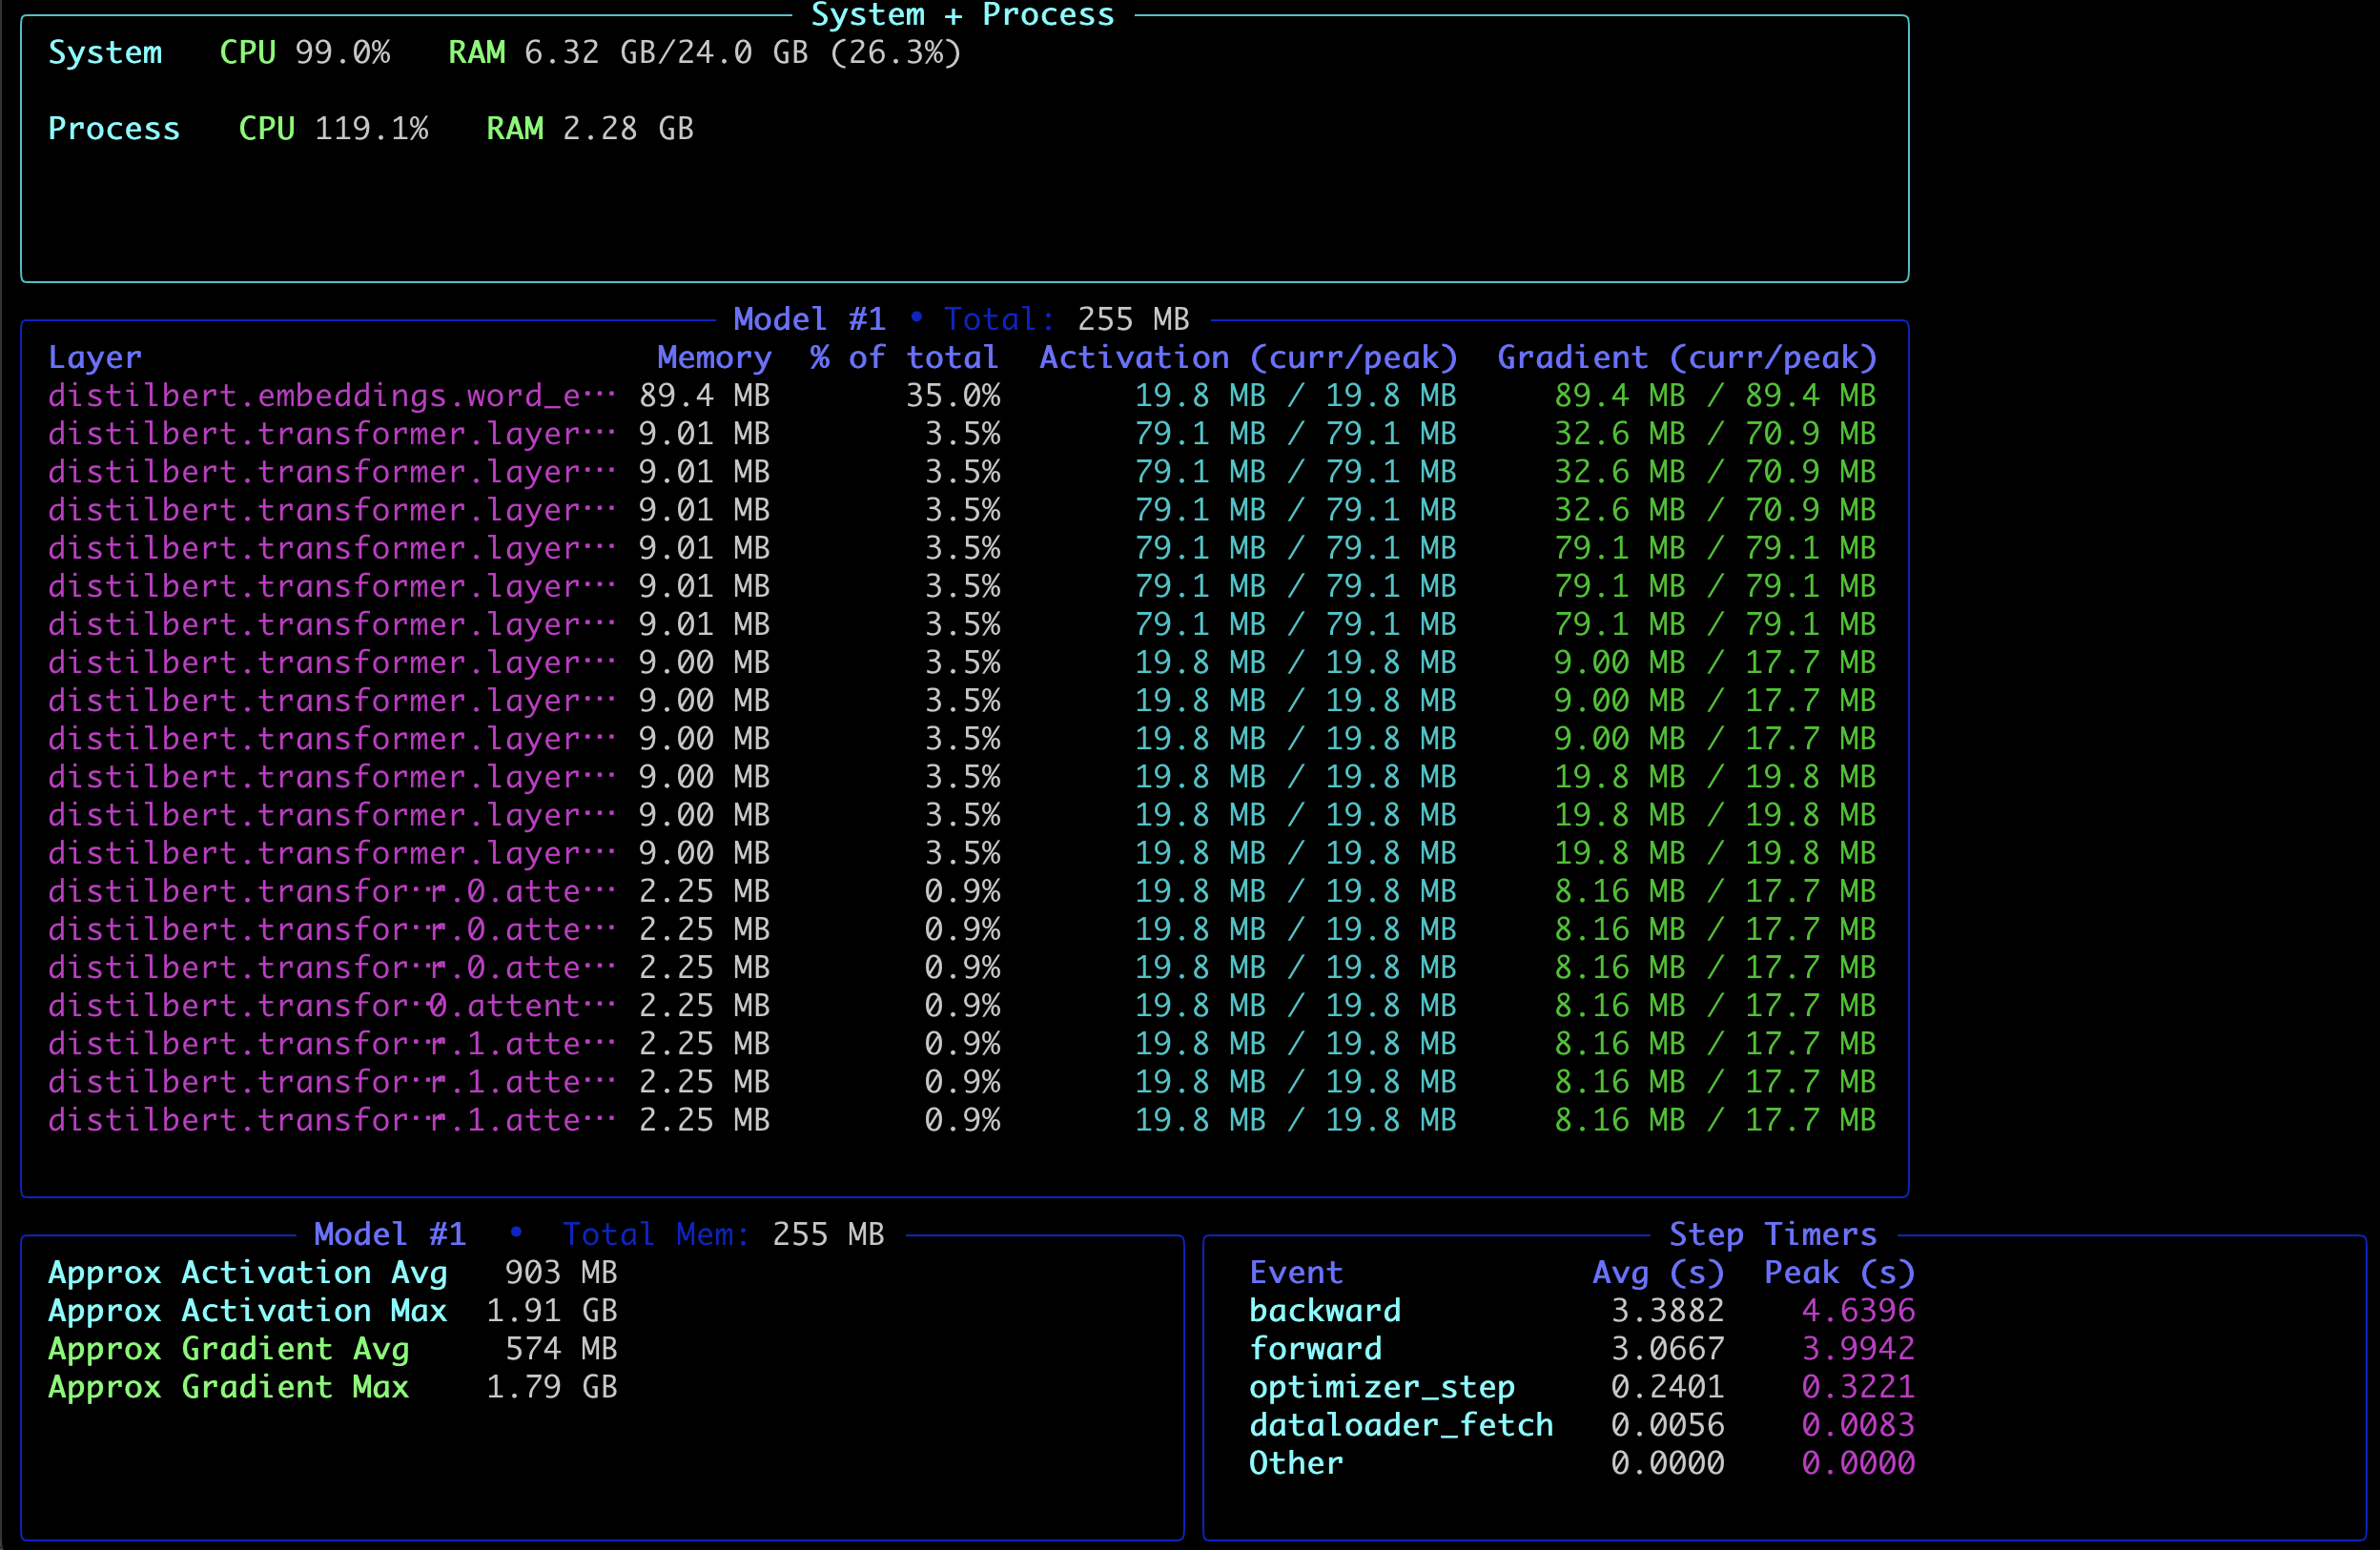 System + Process
System CPU 99.0% RAM 6.32 GB/24.0 GB (26.3%)
Process CPU 119.1% RAM 2.28 GB
Model #1 • Total: 255 MB
Layer Memory % of total Activation (curr/peak) Gradient (curr/peak)
distilbert.embeddings.word_e… 89.4 MB 35.0% 19.8 MB / 19.8 MB 89.4 MB / 89.4 MB
distilbert.transformer.layer… 9.01 MB 3.5% 79.1 MB / 79.1 MB 32.6 MB / 70.9 MB
distilbert.transformer.layer… 9.01 MB 3.5% 79.1 MB / 79.1 MB 32.6 MB / 70.9 MB
distilbert.transformer.layer… 9.01 MB 3.5% 79.1 MB / 79.1 MB 32.6 MB / 70.9 MB
distilbert.transformer.layer… 9.01 MB 3.5% 79.1 MB / 79.1 MB 79.1 MB / 79.1 MB
distilbert.transformer.layer… 9.01 MB 3.5% 79.1 MB / 79.1 MB 79.1 MB / 79.1 MB
distilbert.transformer.layer… 9.01 MB 3.5% 79.1 MB / 79.1 MB 79.1 MB / 79.1 MB
distilbert.transformer.layer… 9.00 MB 3.5% 19.8 MB / 19.8 MB 9.00 MB / 17.7 MB
distilbert.transformer.layer… 9.00 MB 3.5% 19.8 MB / 19.8 MB 9.00 MB / 17.7 MB
distilbert.transformer.layer… 9.00 MB 3.5% 19.8 MB / 19.8 MB 9.00 MB / 17.7 MB
distilbert.transformer.layer… 9.00 MB 3.5% 19.8 MB / 19.8 MB 19.8 MB / 19.8 MB
distilbert.transformer.layer… 9.00 MB 3.5% 19.8 MB / 19.8 MB 19.8 MB / 19.8 MB
distilbert.transformer.layer… 9.00 MB 3.5% 19.8 MB / 19.8 MB 19.8 MB / 19.8 MB
distilbert.transfor…r.0.atte… 2.25 MB 0.9% 19.8 MB / 19.8 MB 8.16 MB / 17.7 MB
distilbert.transfor…r.0.atte… 2.25 MB 0.9% 19.8 MB / 19.8 MB 8.16 MB / 17.7 MB
distilbert.transfor…r.0.atte… 2.25 MB 0.9% 19.8 MB / 19.8 MB 8.16 MB / 17.7 MB
distilbert.transfor…0.attent… 2.25 MB 0.9% 19.8 MB / 19.8 MB 8.16 MB / 17.7 MB
distilbert.transfor…r.1.atte… 2.25 MB 0.9% 19.8 MB / 19.8 MB 8.16 MB / 17.7 MB
distilbert.transfor…r.1.atte… 2.25 MB 0.9% 19.8 MB / 19.8 MB 8.16 MB / 17.7 MB
distilbert.transfor…r.1.atte… 2.25 MB 0.9% 19.8 MB / 19.8 MB 8.16 MB / 17.7 MB
Model #1 • Total Mem: 255 MB
Approx Activation Avg 903 MB
Approx Activation Max 1.91 GB
Approx Gradient Avg 574 MB
Approx Gradient Max 1.79 GB
Step Timers
Event Avg (s) Peak (s)
backward 3.3882 4.6396
forward 3.0667 3.9942
optimizer_step 0.2401 0.3221
dataloader_fetch 0.0056 0.0083
Other 0.0000 0.0000